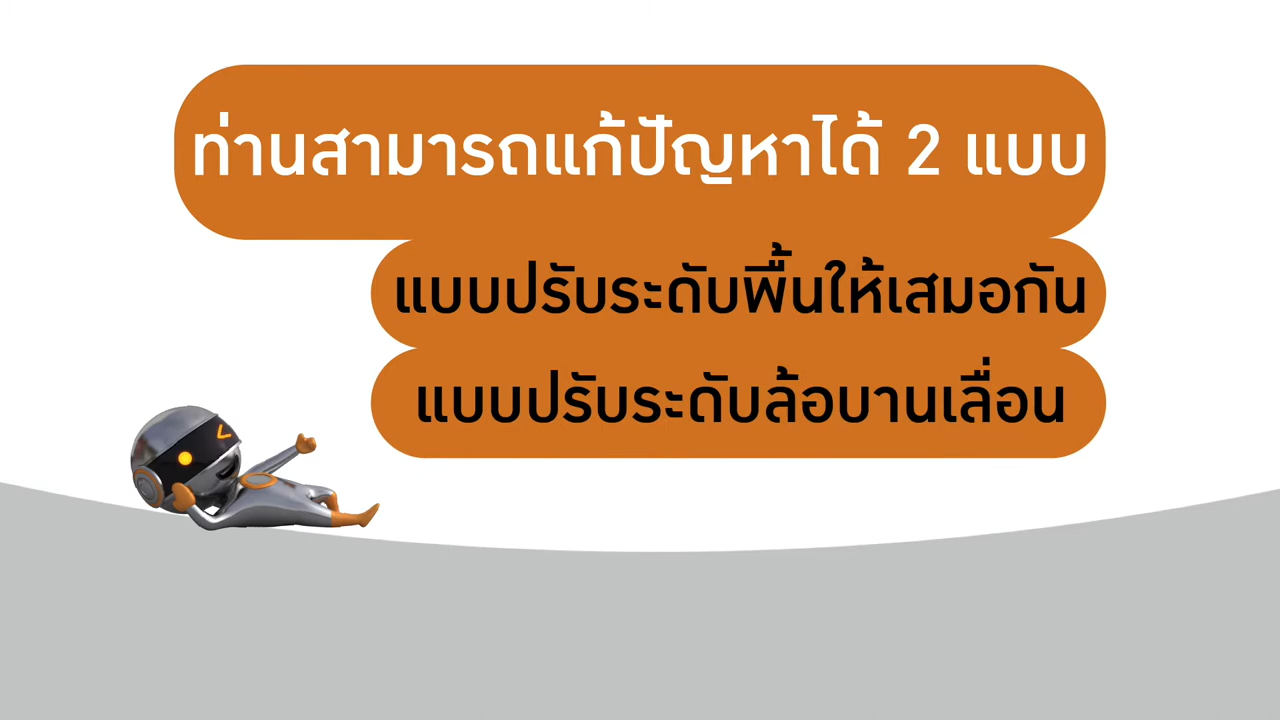 ท่านสามารถแก้ปัญหาได้ 2 แบบ
แบบปรับระดับพื้นให้เสมอกัน
แบบปรับระดับล้อบานเลื่อน